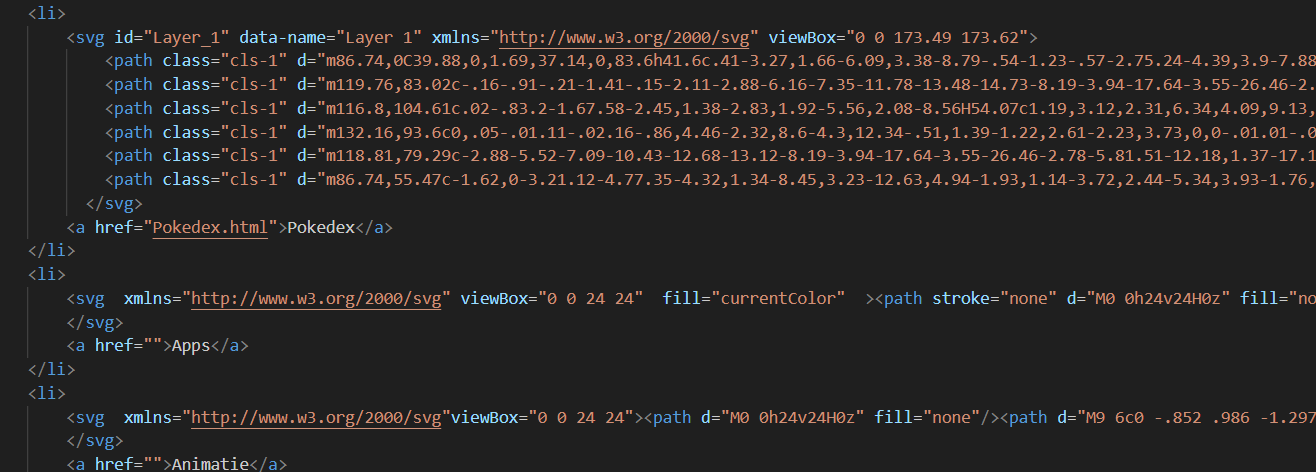 <li>
<svg id="Layer_1" data-name="Layer 1" xmlns="http://www.w3.org/2000/svg" viewBox="0 0 173.49 173.62">
<path class="cls-1" d="m86.74,0C39.88,0,1.69,37.14,0,83.6h41.6c.41-3.27,1.66-6.09,3.38-8.79-.54-1.23-.57-2.75.24-4.39,3.9-7.88
<path class="cls-1" d="m119.76,83.02c-.16-.91-.21-1.41-.15-2.11-2.88-6.16-7.35-11.78-13.48-14.73-8.19-3.94-17.64-3.55-26.46-2.
<path class="cls-1" d="m116.8,104.61c.02-.83.2-1.67.58-2.45,1.38-2.83,1.92-5.56,2.08-8.56H54.07c1.19,3.12,2.31,6.34,4.09,9.13,
<path class="cls-1" d="m132.16,93.6c0,.05-.01.11-.02.16-.86,4.46-2.32,8.6-4.3,12.34-.51,1.39-1.22,2.61-2.23,3.73,0,0-.01.01-.0
<path class="cls-1" d="m118.81,79.29c-2.88-5.52-7.09-10.43-12.68-13.12-8.19-3.94-17.64-3.55-26.46-2.78-5.81.51-12.18,1.37-17.1
<path class="cls-1" d="m86.74,55.47c-1.62,0-3.21.12-4.77.35-4.32,1.34-8.45,3.23-12.63,4.94-1.93,1.14-3.72,2.44-5.34,3.93-1.76,
</svg>
<a href="Pokedex.html">Pokedex</a>
</li>
<li>
<svg  xmlns="http://www.w3.org/2000/svg" viewBox="0 0 24 24"  fill="currentColor"  ><path stroke="none" d="M0 0h24v24H0z" fill="no
</svg>
<a href="">Apps</a>
</li>
<li>
<svg  xmlns="http://www.w3.org/2000/svg"viewBox="0 0 24 24"><path d="M0 0h24v24H0z" fill="none"/><path d="M9 6c0 -.852 .986 -1.297
</svg>
<a href="">Animatie</a>